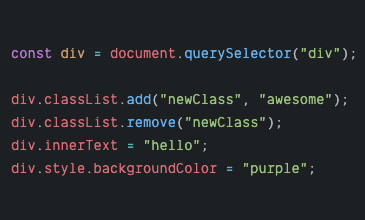 const div = document.querySelector("div");
div.classList.add("newClass", "awesome");
div.classList.remove("newClass");
div.innerText = "hello";
div.style.backgroundColor = "purple";